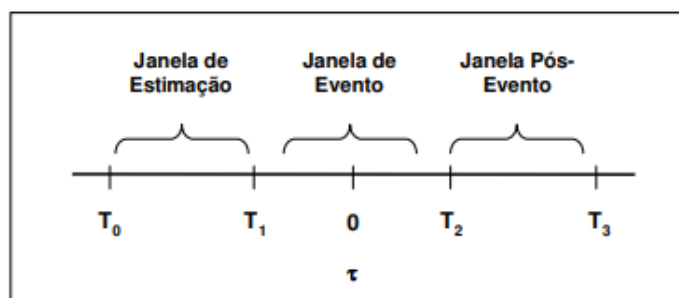 Janela de Estimação
Janela de Evento
Janela Pós-Evento
T0 T1 0 T2 T3
τ